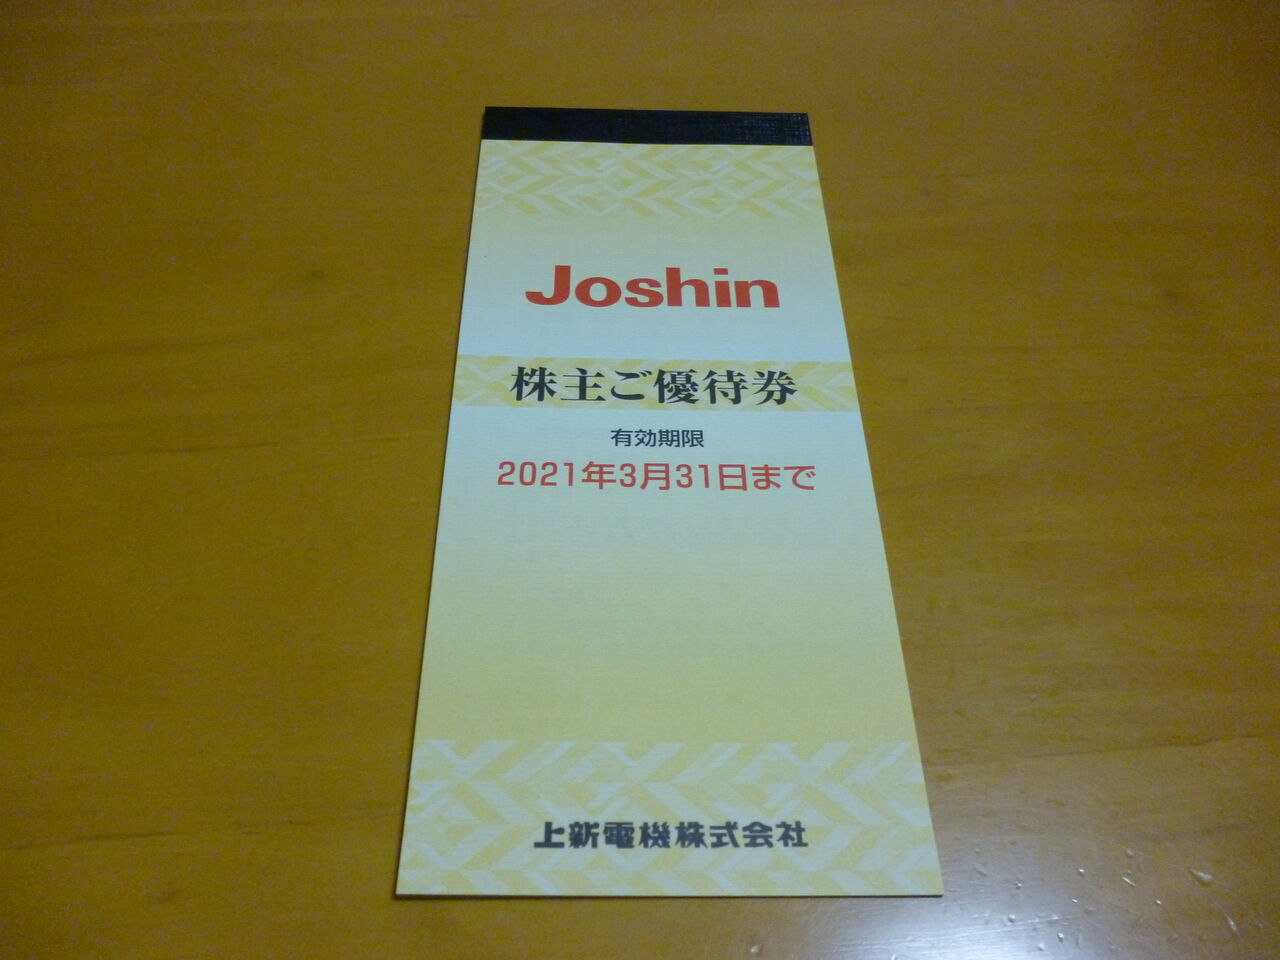 Joshin
株主ご優待券
有効期限
2021年3月31日まで
上新電機株式会社